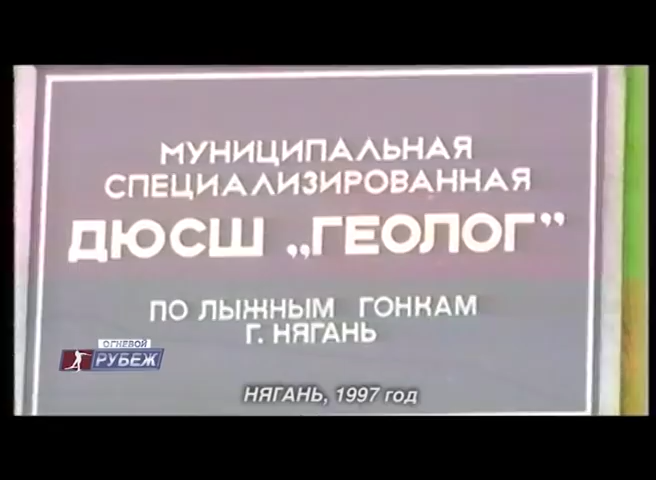 МУНИЦИПАЛЬНАЯ
СПЕЦИАЛИЗИРОВАННАЯ
ДЮСШ „ГЕОЛОГ”
ПО ЛЫЖНЫМ ГОНКАМ
Г. НЯГАНЬ
ОГНЕВОЙ
РУБЕЖ
НЯГАНЬ, 1997 год